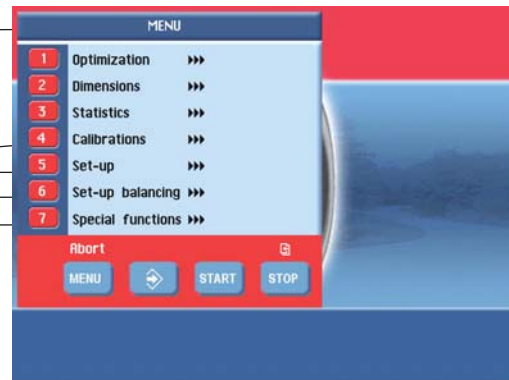 MENU
1 Optimization
2 Dimensions
3 Statistics
4 Calibrations
5 Set-up
6 Set-up balancing
7 Special functions
Abort
MENU START STOP